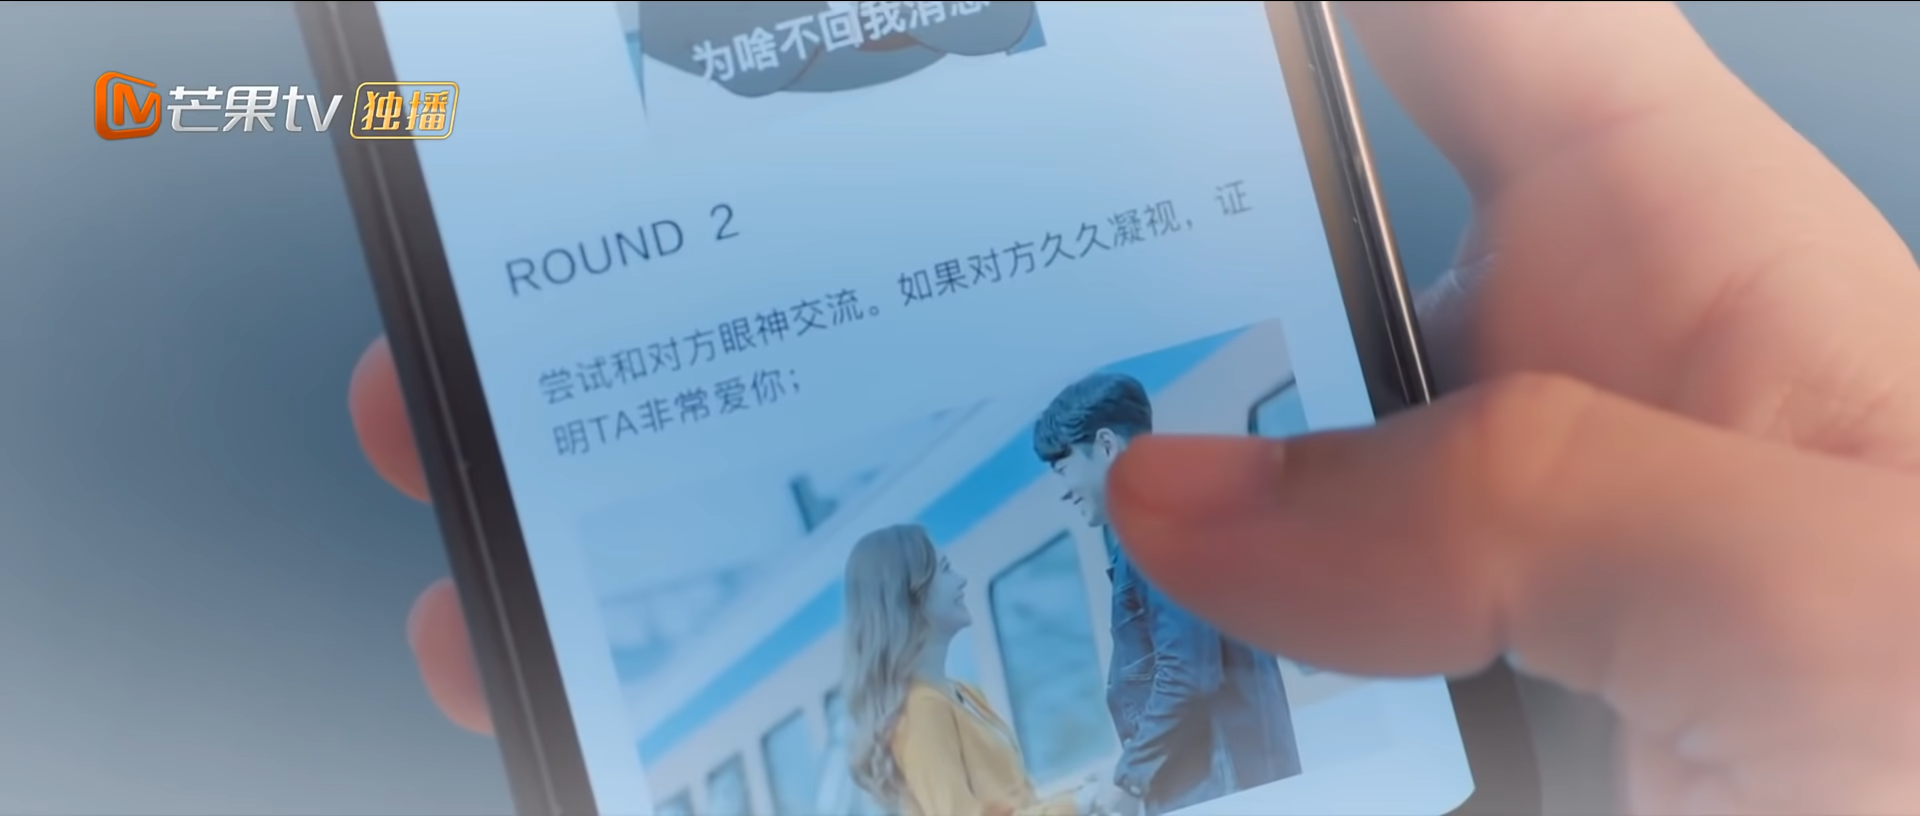 为啥不回我消息
芒果tv 独播
ROUND 2
尝试和对方眼神交流。如果对方久久凝视，证
明TA非常爱你；